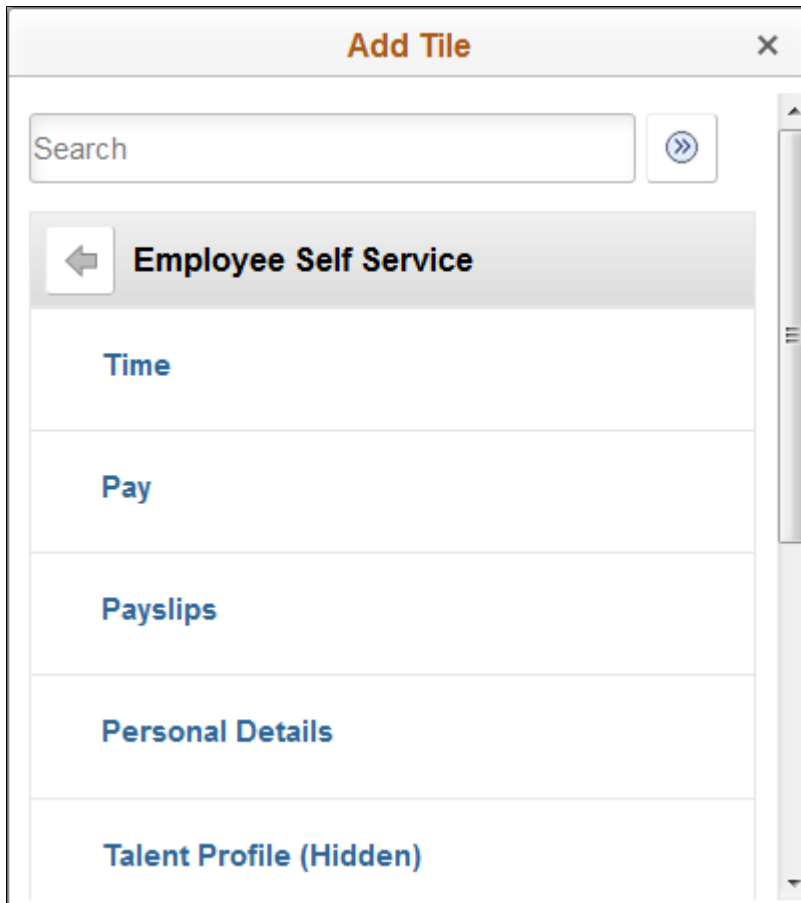 Add Tile
Search
Employee Self Service
Time
Pay
Payslips
Personal Details
Talent Profile (Hidden)